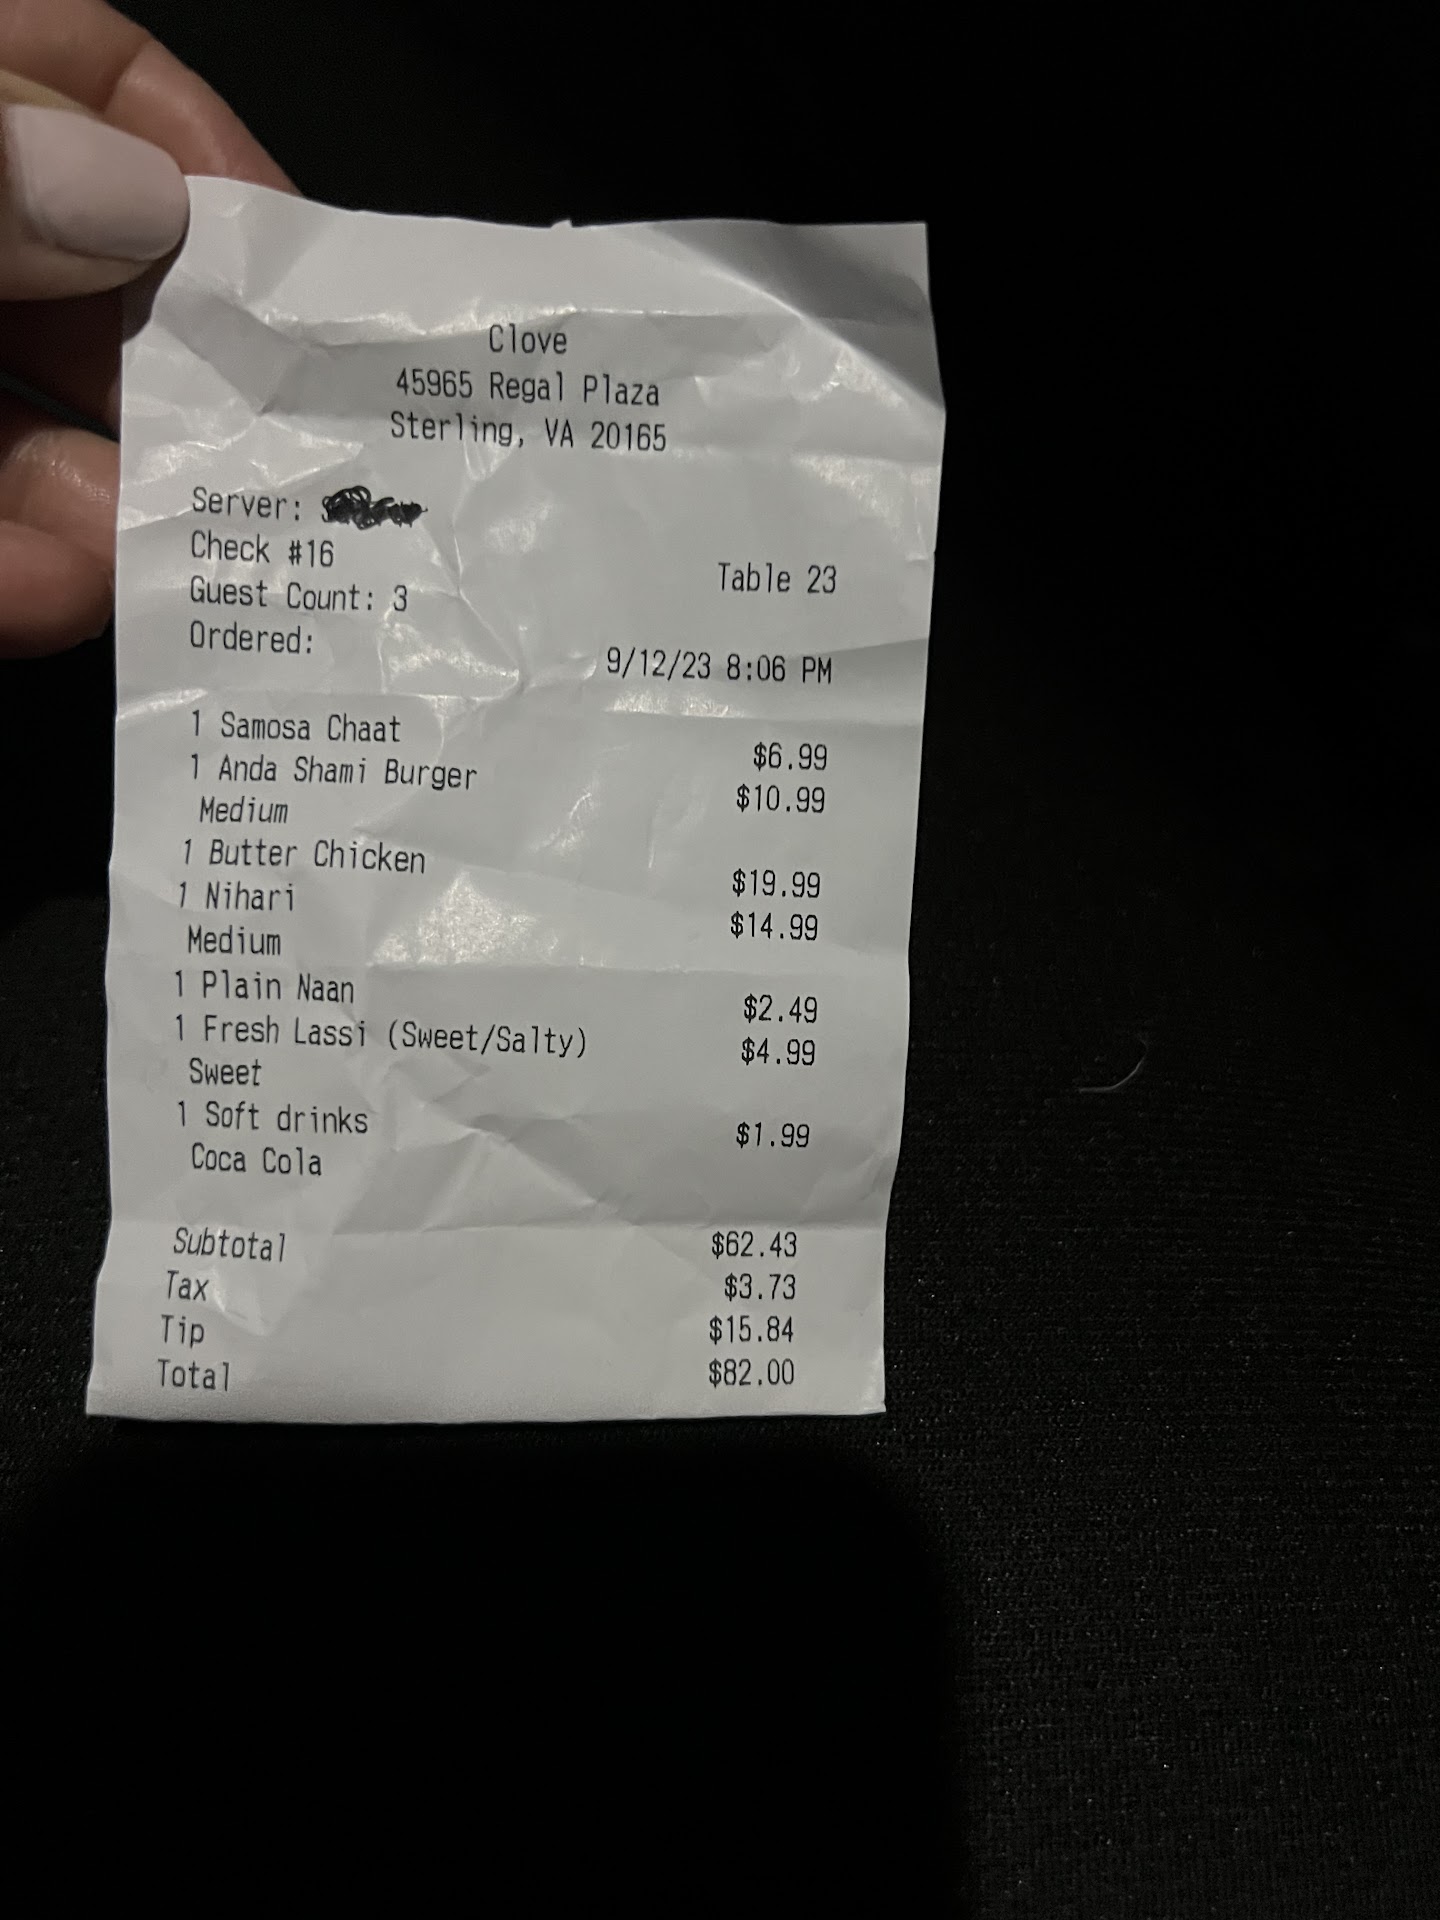 Clove
45965 Regal Plaza
Sterling, VA 20165
Server:
Check #16
Table 23
Guest Count: 3
Ordered:
9/12/23 8:06 PM
1 Samosa Chaat $6.99
1 Anda Shami Burger $10.99
Medium
1 Butter Chicken $19.99
1 Nihari $14.99
Medium
1 Plain Naan $2.49
1 Fresh Lassi (Sweet/Salty) $4.99
Sweet
1 Soft drinks $1.99
Coca Cola
Subtotal $62.43
Tax $3.73
Tip $15.84
Total $82.00